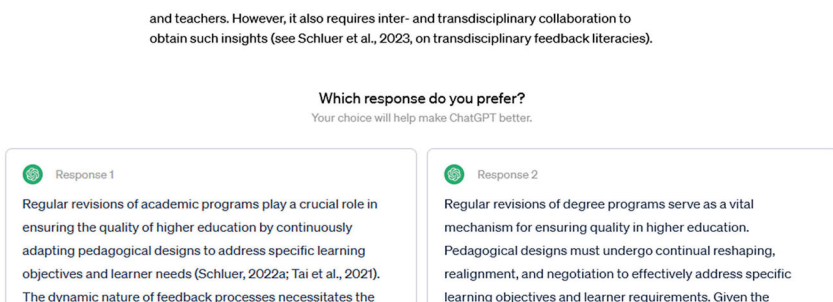 and teachers. However, it also requires inter- and transdisciplinary collaboration to
obtain such insights (see Schluer et al., 2023, on transdisciplinary feedback literacies).
Which response do you prefer?
Your choice will help make ChatGPT better.
Response 1
Regular revisions of academic programs play a crucial role in
ensuring the quality of higher education by continuously
adapting pedagogical designs to address specific learning
objectives and learner needs (Schluer, 2022a; Tai et al., 2021).
The dynamic nature of feedback processes necessitates the
Response 2
Regular revisions of degree programs serve as a vital
mechanism for ensuring quality in higher education.
Pedagogical designs must undergo continual reshaping,
realignment, and negotiation to effectively address specific
learning objectives and learner requirements. Given the